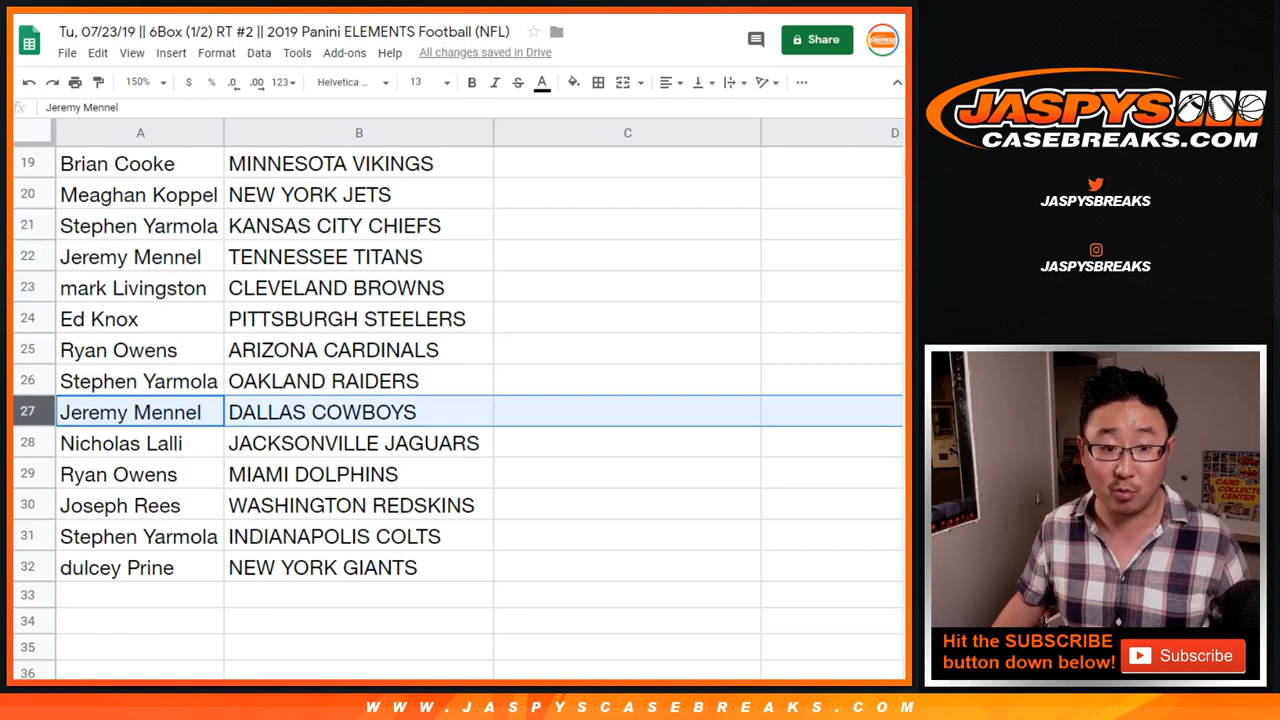 Tu, 07/23/19 || 6Box (1/2) RT #2 || 2019 Panini ELEMENTS Football (NFL)
File Edit View Insert Format Data Tools Add-ons Help All changes saved in Drive
Share
150% $ % .0 .00 123 Helvetica ... 13 B I S A ...
fx Jeremy Mennel
A B C D
19 Brian Cooke MINNESOTA VIKINGS
20 Meaghan Koppel NEW YORK JETS
21 Stephen Yarmola KANSAS CITY CHIEFS
22 Jeremy Mennel TENNESSEE TITANS
23 mark Livingston CLEVELAND BROWNS
24 Ed Knox PITTSBURGH STEELERS
25 Ryan Owens ARIZONA CARDINALS
26 Stephen Yarmola OAKLAND RAIDERS
27 Jeremy Mennel DALLAS COWBOYS
28 Nicholas Lalli JACKSONVILLE JAGUARS
29 Ryan Owens MIAMI DOLPHINS
30 Joseph Rees WASHINGTON REDSKINS
31 Stephen Yarmola INDIANAPOLIS COLTS
32 dulcey Prine NEW YORK GIANTS
33
34
35
36
JASPYS
CASEBREAKS.COM
JASPYSBREAKS
JASPYSBREAKS
CARD
COLLECTOR
CENTER
Hit the SUBSCRIBE
button down below!
Subscribe
WWW.JASPYSCASEBREAKS.COM